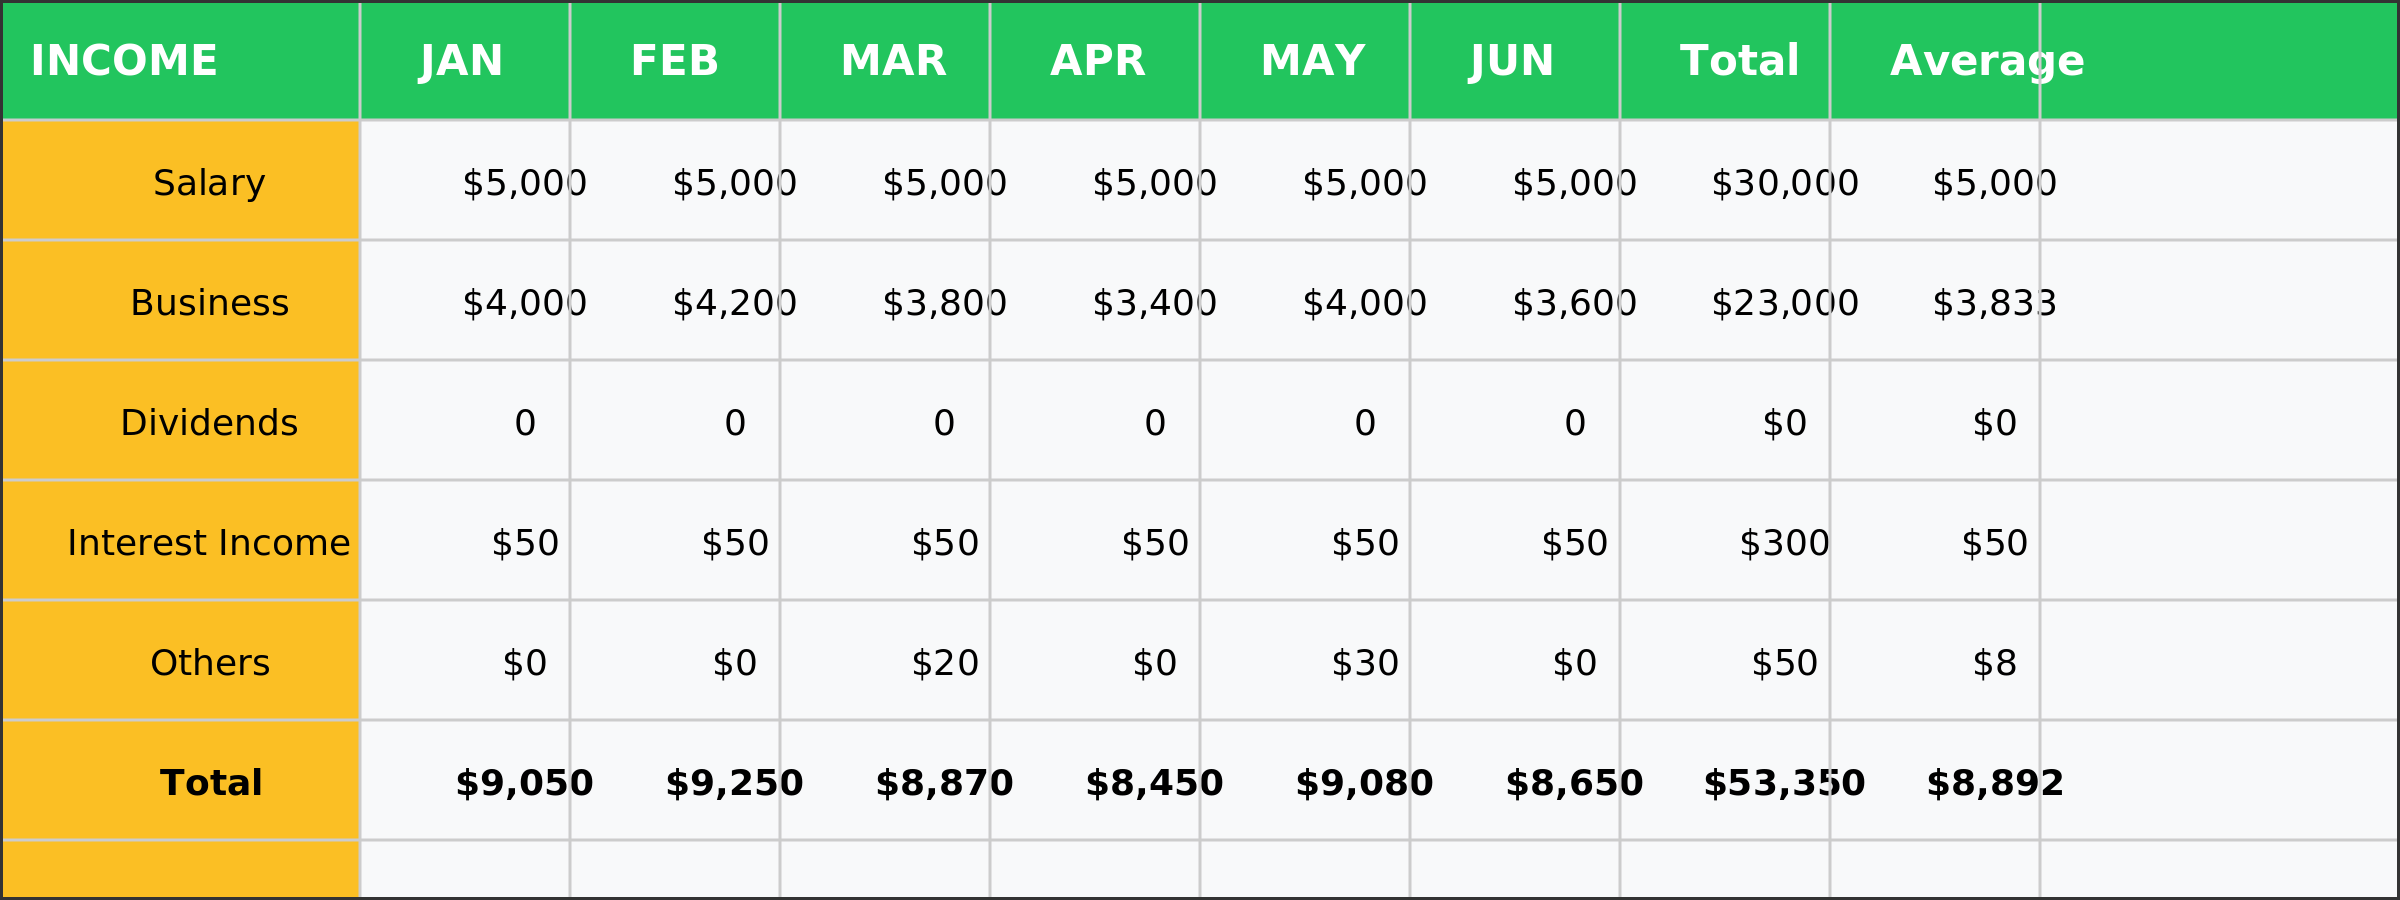 INCOME JAN FEB MAR APR MAY JUN Total Average
Salary $5,000 $5,000 $5,000 $5,000 $5,000 $5,000 $30,000 $5,000
Business $4,000 $4,200 $3,800 $3,400 $4,000 $3,600 $23,000 $3,833
Dividends 0 0 0 0 0 0 $0 $0
Interest Income $50 $50 $50 $50 $50 $50 $300 $50
Others $0 $0 $20 $0 $30 $0 $50 $8
Total $9,050 $9,250 $8,870 $8,450 $9,080 $8,650 $53,350 $8,892